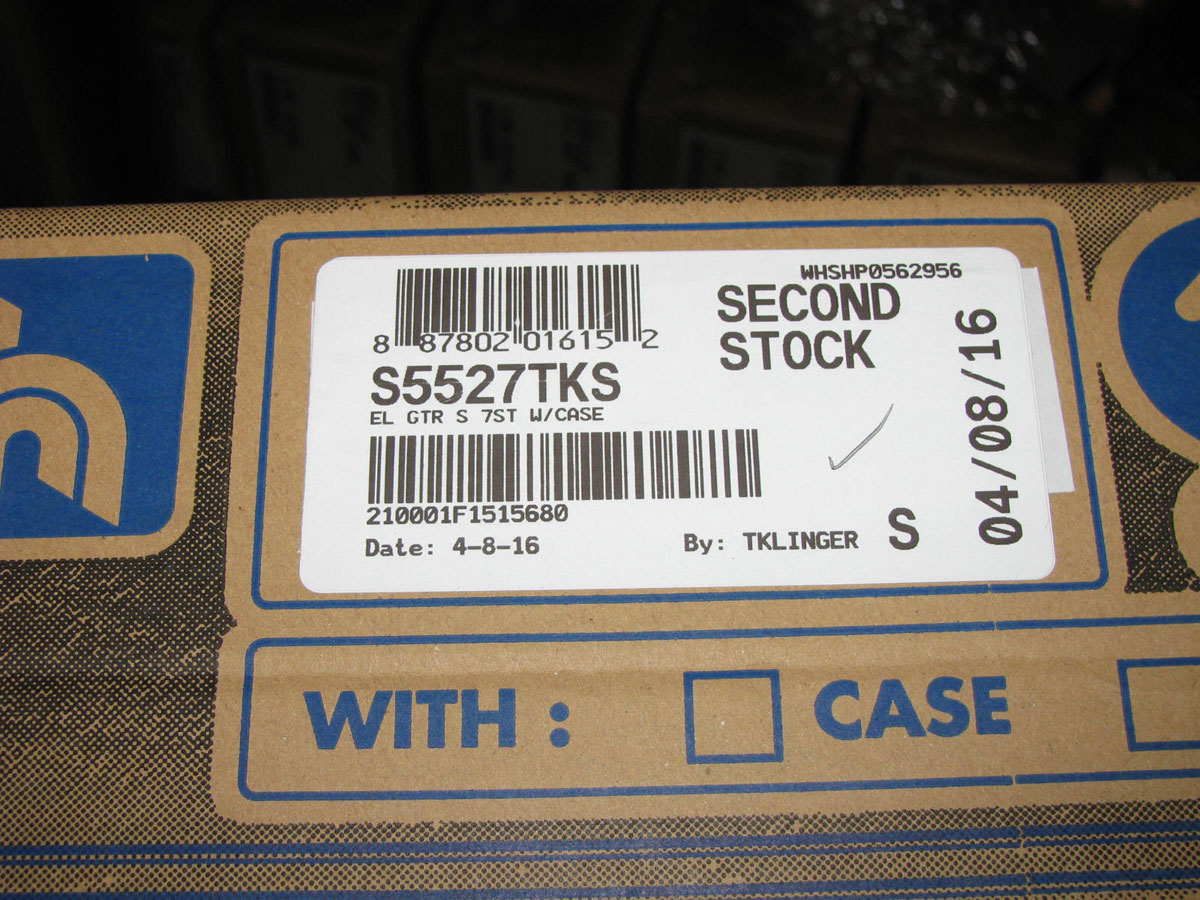 WHSHP0562956
SECOND
STOCK
8 87802 01615 2
S5527TKS
EL GTR S 7ST W/CASE
210001F1515680
Date: 4-8-16
By: TKLINGER
S
04/08/16
WITH :
CASE